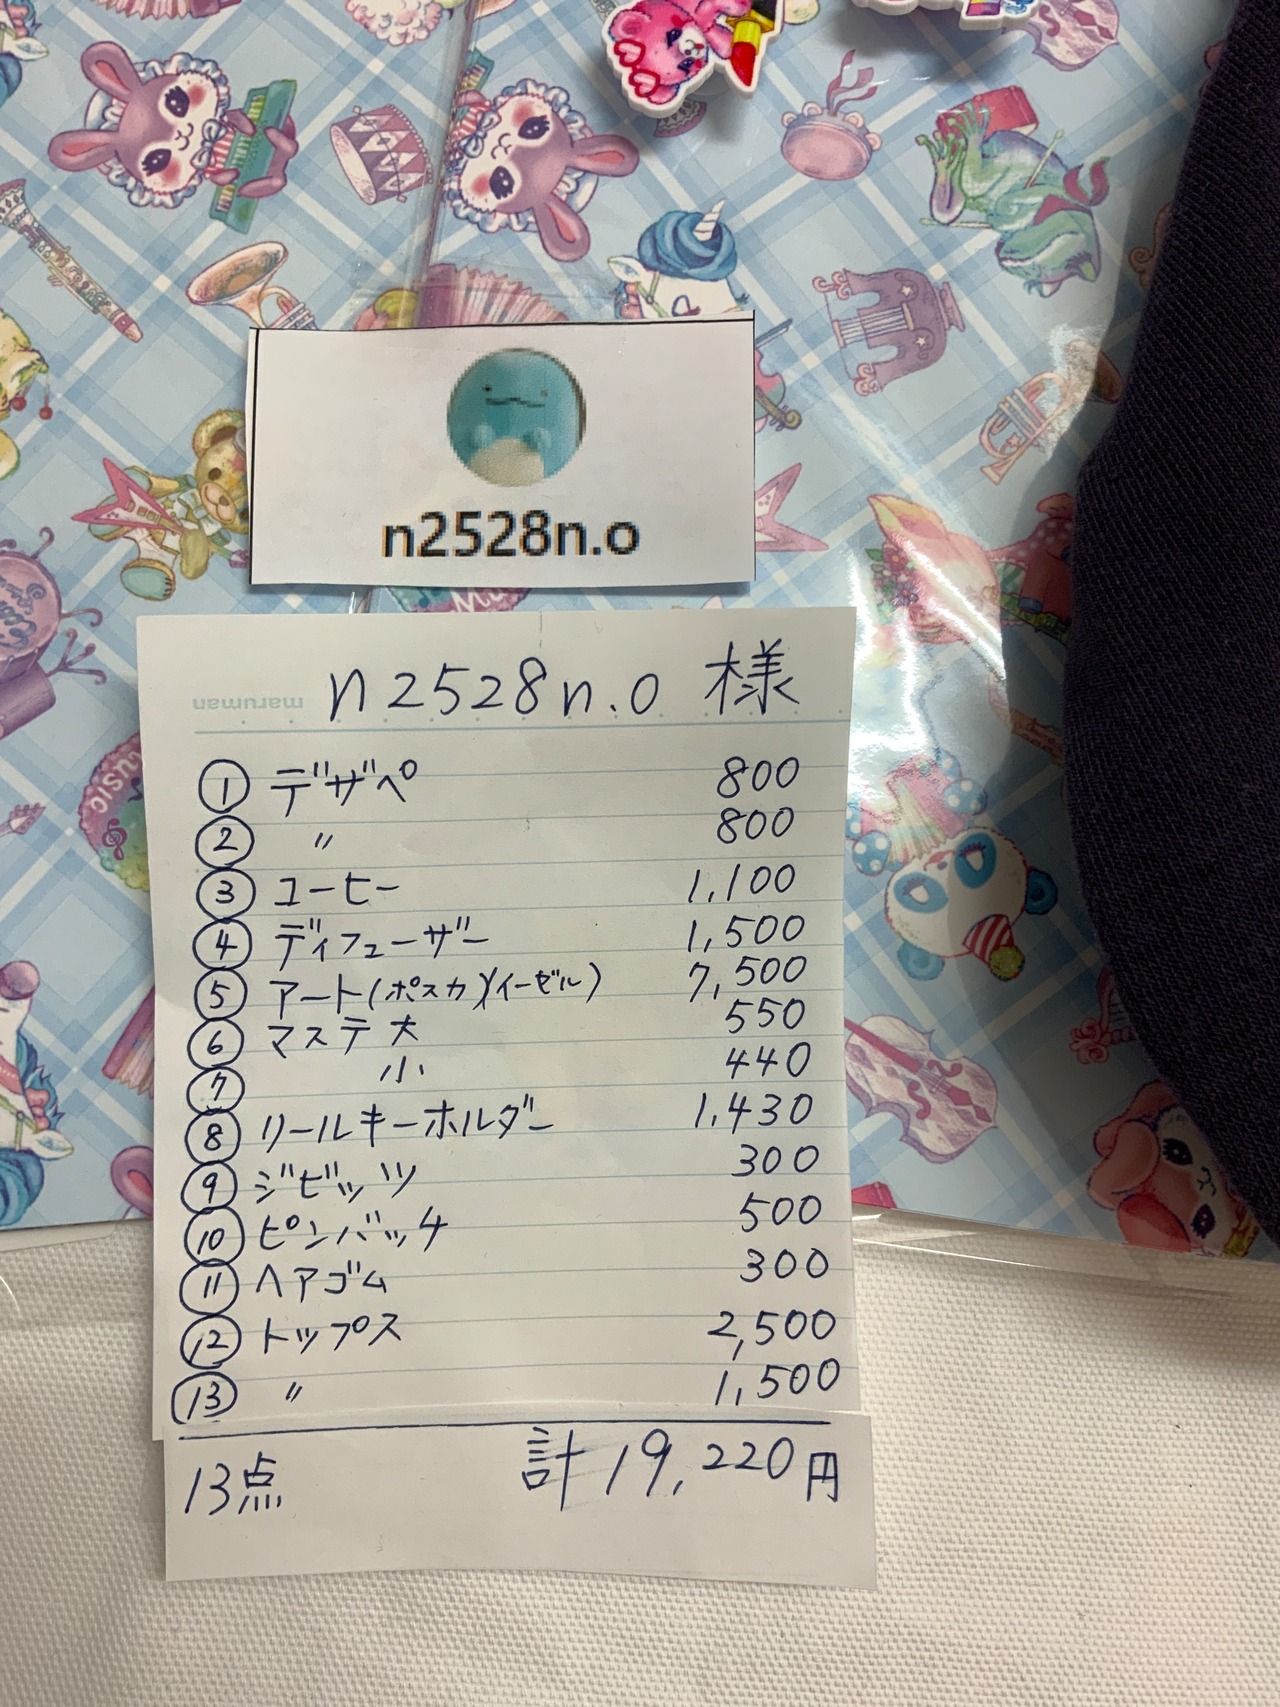 n2528n.o
maruman
n2528n.o 様
① デザペ 800
② 〃 800
③ コーヒー 1,100
④ ディフューザー 1,500
⑤ アート(ポスカ)(イーゼル) 7,500
⑥ マステ 大 550
⑦ 小 440
⑧ リールキーホルダー 1,430
⑨ ジビッツ 300
⑩ ピンバッチ 500
⑪ ヘアゴム 300
⑫ トップス 2,500
⑬ 〃 1,500
13点 計 19,220円
Music